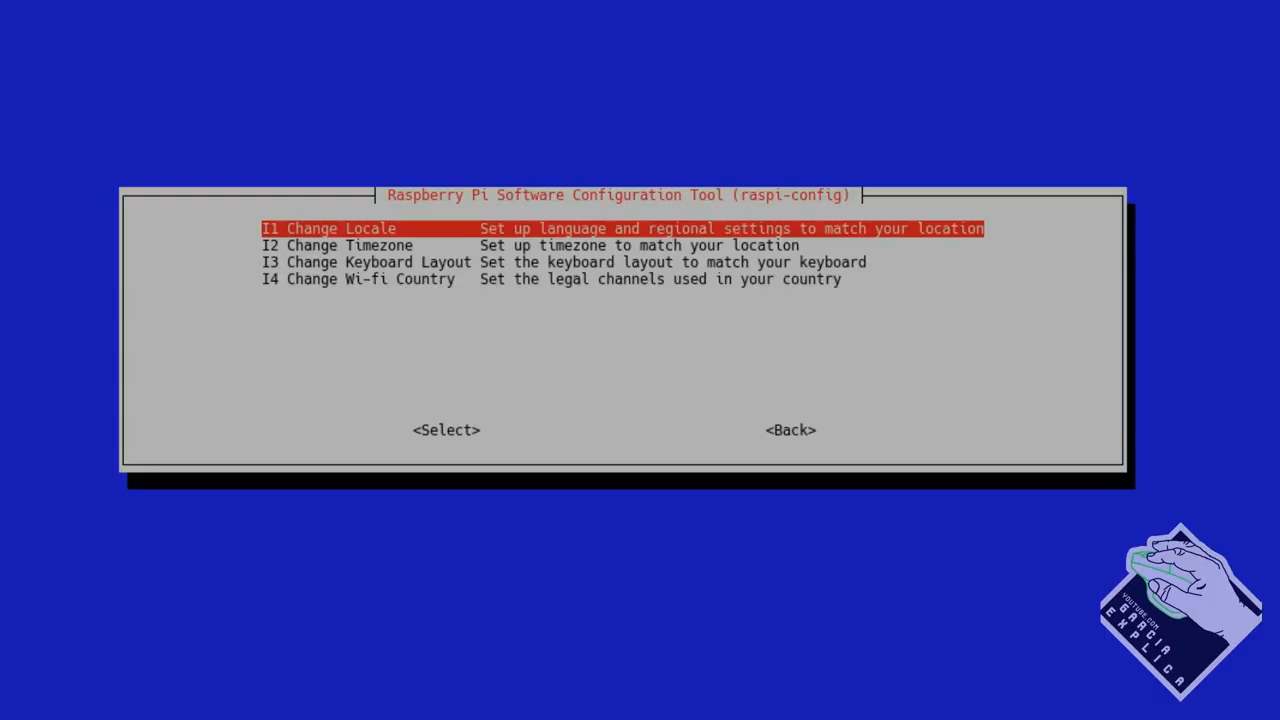 Raspberry Pi Software Configuration Tool (raspi-config)
I1 Change Locale Set up language and regional settings to match your location
I2 Change Timezone Set up timezone to match your location
I3 Change Keyboard Layout Set the keyboard layout to match your keyboard
I4 Change Wi-fi Country Set the legal channels used in your country
<Select> <Back>
YOUTUBE.COM
GARCIA
EXPLICA